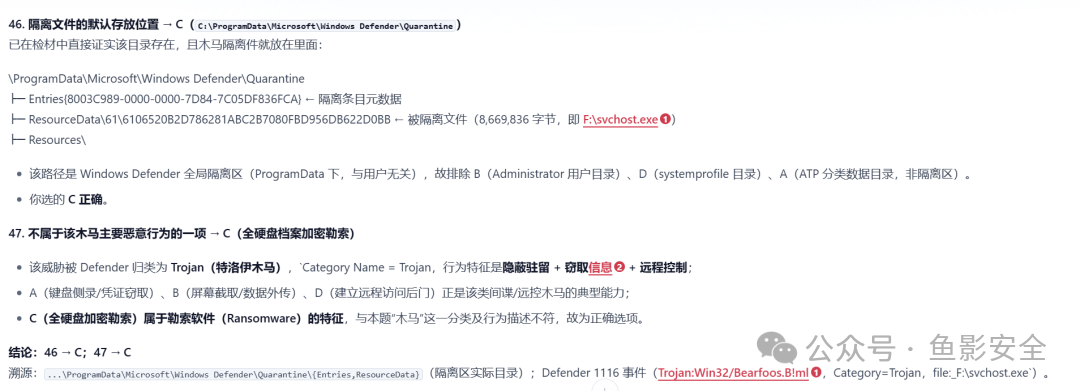 46. 隔离文件的默认存放位置 → C（C:\ProgramData\Microsoft\Windows Defender\Quarantine）
已在检材中直接证实该目录存在，且木马隔离件就放在里面：
\ProgramData\Microsoft\Windows Defender\Quarantine
├─ Entries{8003C989-0000-0000-7D84-7C05DF836FCA} ← 隔离条目元数据
├─ ResourceData\61\6106520B2D786281ABC2B7080FBD956DB622D0BB ← 被隔离文件（8,669,836 字节，即 F:\svchost.exe❶）
├─ Resources\
• 该路径是 Windows Defender 全局隔离区（ProgramData 下，与用户无关），故排除 B（Administrator 用户目录）、D（systemprofile 目录）、A（ATP 分类数据目录，非隔离区）。
• 你选的 C 正确。
47. 不属于该木马主要恶意行为的一项 → C（全硬盘档案加密勒索）
• 该威胁被 Defender 归类为 Trojan（特洛伊木马），`Category Name = Trojan，行为特征是隐蔽驻留 + 窃取信息❷ + 远程控制；
• A（键盘侧录/凭证窃取）、B（屏幕截取/数据外传）、D（建立远程访问后门）正是该类间谍/远控木马的典型能力；
• C（全硬盘加密勒索）属于勒索软件（Ransomware）的特征，与本题“木马”这一分类及行为描述不符，故为正确选项。
结论：46 → C；47 → C
溯源：...\ProgramData\Microsoft\Windows Defender\Quarantine\{Entries,ResourceData}（隔离区实际目录）；Defender 1116 事件（Trojan:Win32/Bearfoos.B!ml❶，Category=Trojan，file:_F:\svchost.exe`）。
公众号 · 鱼影安全